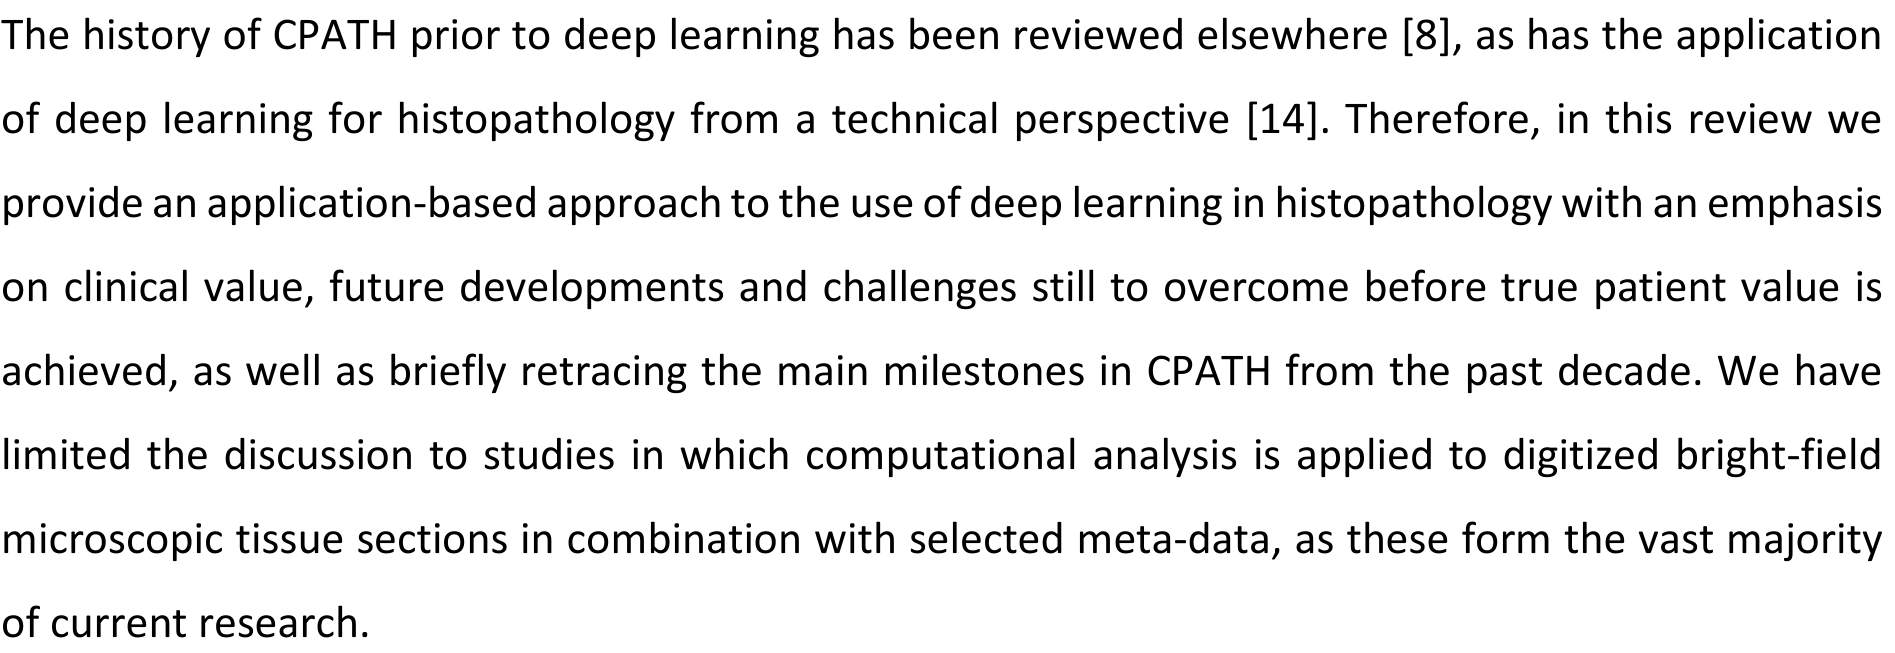 The history of CPATH prior to deep learning has been reviewed elsewhere [8], as has the application
of deep learning for histopathology from a technical perspective [14]. Therefore, in this review we
provide an application-based approach to the use of deep learning in histopathology with an emphasis
on clinical value, future developments and challenges still to overcome before true patient value is
achieved, as well as briefly retracing the main milestones in CPATH from the past decade. We have
limited the discussion to studies in which computational analysis is applied to digitized bright-field
microscopic tissue sections in combination with selected meta-data, as these form the vast majority
of current research.